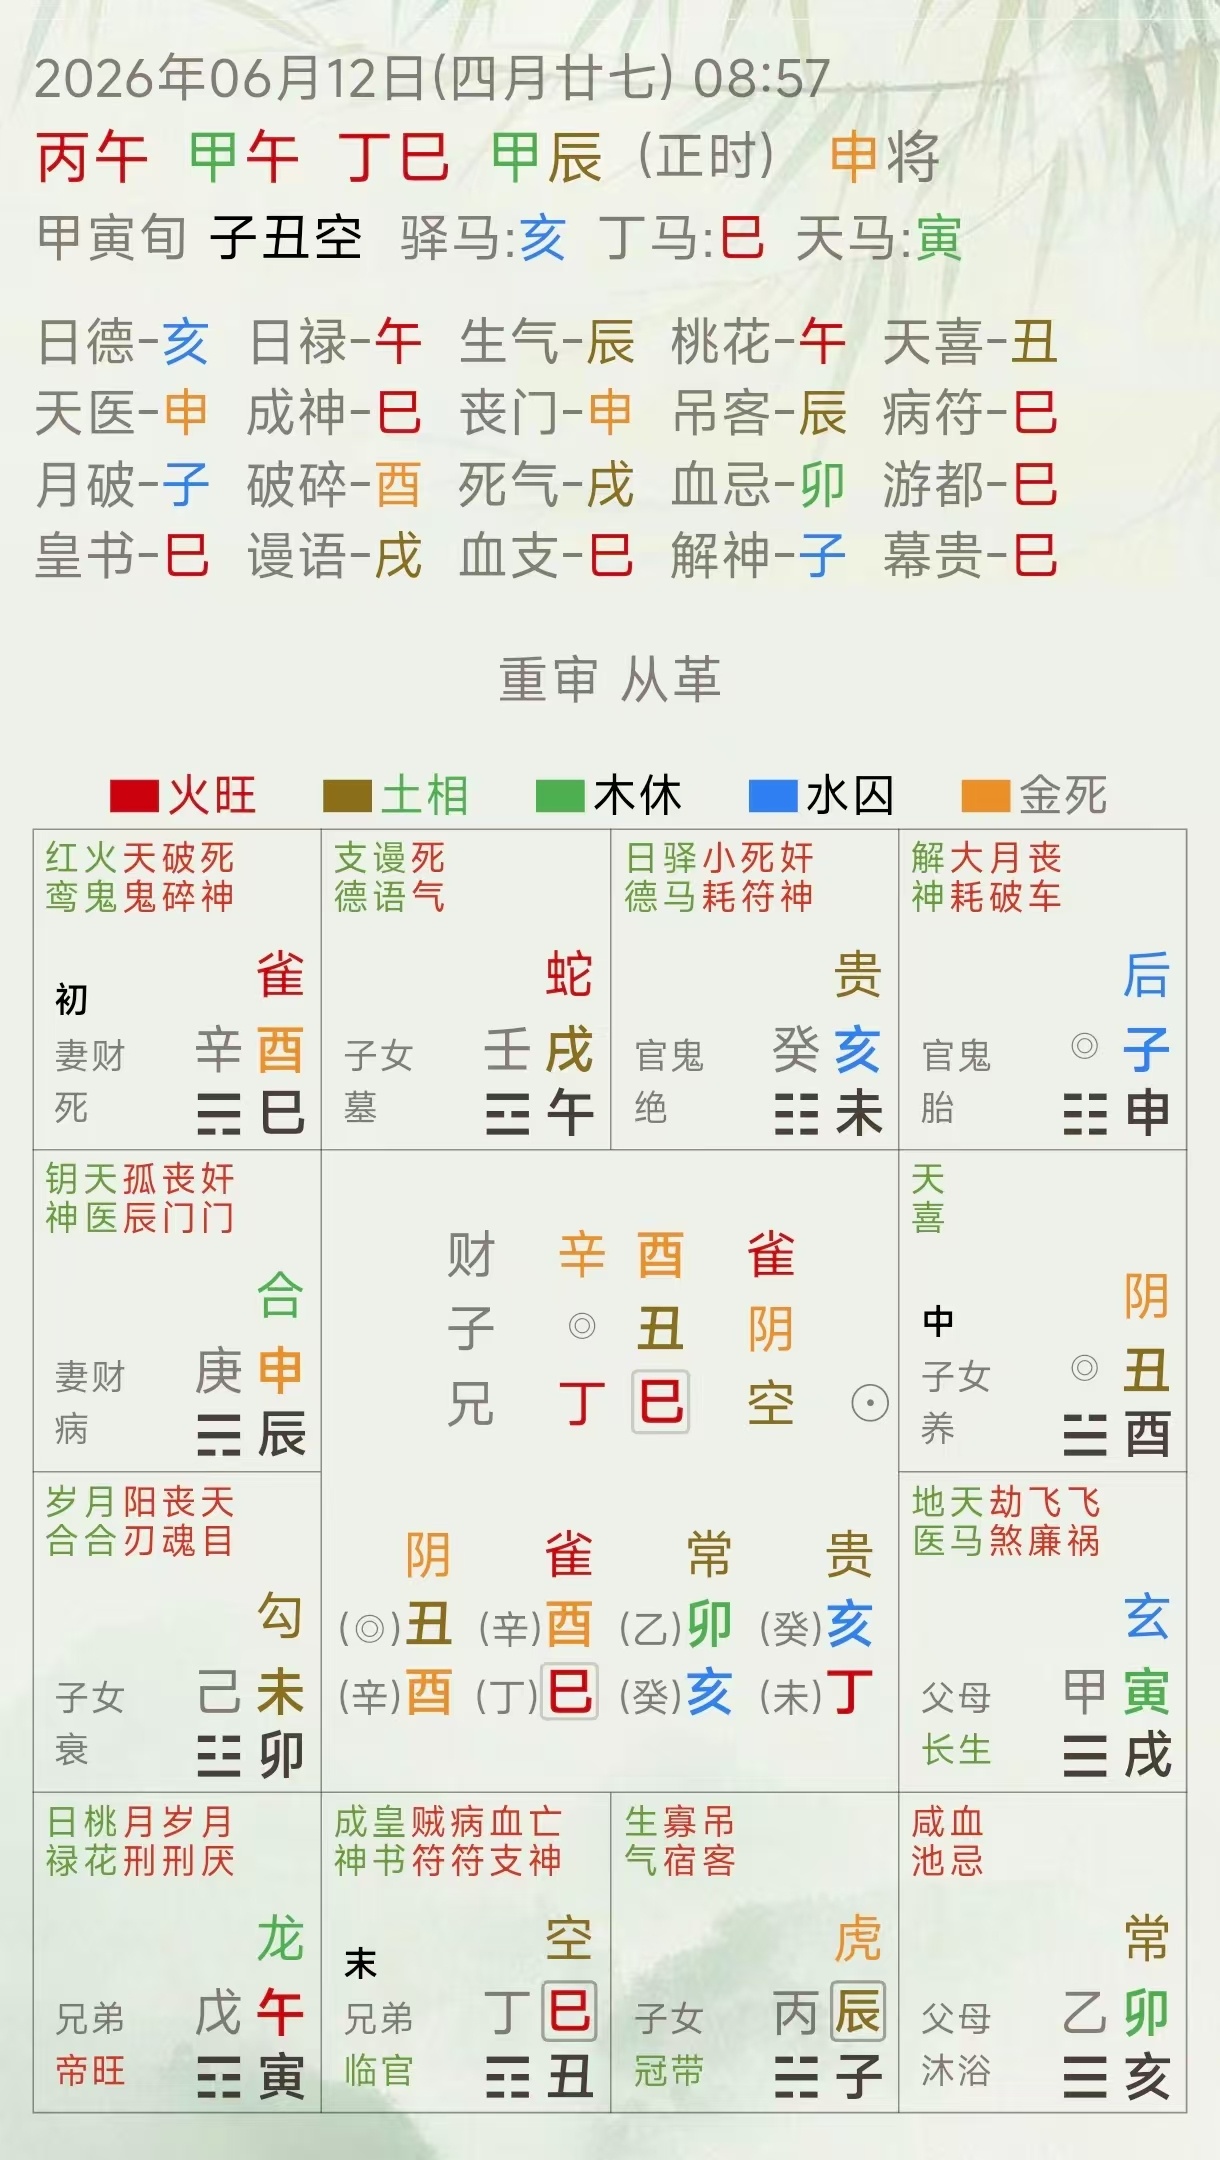 2026年06月12日(四月廿七) 08:57
丙午 甲午 丁巳 甲辰 (正时) 申将
甲寅旬 子丑空 驿马:亥 丁马:巳 天马:寅
日德-亥 日禄-午 生气-辰 桃花-午 天喜-丑
天医-申 成神-巳 丧门-申 吊客-辰 病符-巳
月破-子 破碎-酉 死气-戌 血忌-卯 游都-巳
皇书-巳 谩语-戌 血支-巳 解神-子 幕贵-巳
重审 从革
火旺 土相 木休 水囚 金死
红鸾 火鬼 天鬼 破碎 死神
雀
初
妻财 辛 酉
死 ☴ 巳
支德 谩语 死气
蛇
子女 壬 戌
墓 ☲ 午
日德 驿马 小耗 死符 奸神
贵
官鬼 癸 亥
绝 ☷ 未
解神 大耗 月破 丧车
后
官鬼 ◎ 子
胎 ☷ 申
钥神 天医 孤辰 丧门 奸门
合
妻财 庚 申
病 ☴ 辰
财 辛 酉 雀
子 ◎ 丑 阴
兄 丁 巳 空 ⊙
天喜
阴
中
子女 ◎ 丑
养 ☱ 酉
岁合 月合 阳刃 丧魂 天目
勾
子女 己 未
衰 ☷ 卯
阴 雀 常 贵
(◎)丑 (辛)酉 (乙)卯 (癸)亥
(辛)酉 (丁)巳 (癸)亥 (未)丁
地医 天马 劫煞 飞廉 飞祸
玄
父母 甲 寅
长生 ☰ 戌
日禄 桃花 月刑 岁刑 月厌
龙
兄弟 戊 午
帝旺 ☶ 寅
成神 皇书 贼符 病符 血支 亡神
空
末
兄弟 丁 巳
临官 ☶ 丑
生气 寡宿 吊客
虎
子女 丙 辰
冠带 ☵ 子
咸池 血忌
常
父母 乙 卯
沐浴 ☰ 亥